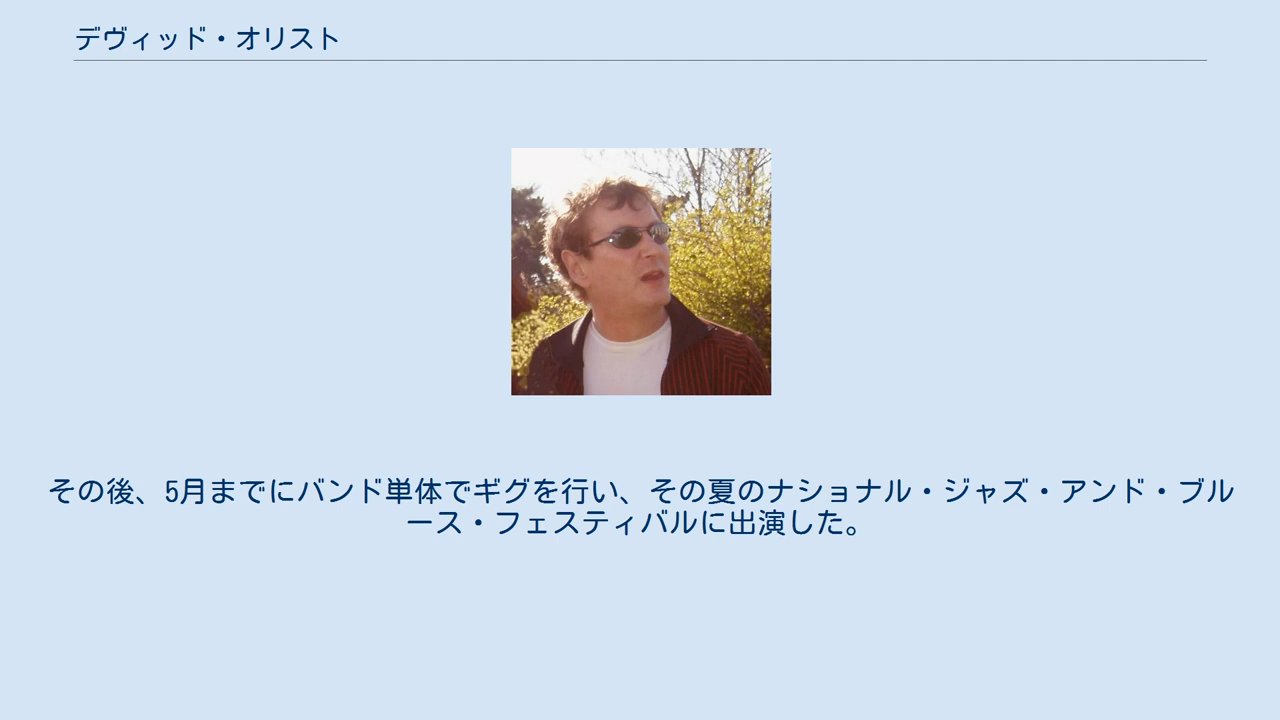 デヴィッド・オリスト
その後、5月までにバンド単体でギグを行い、その夏のナショナル・ジャズ・アンド・ブル
ース・フェスティバルに出演した。